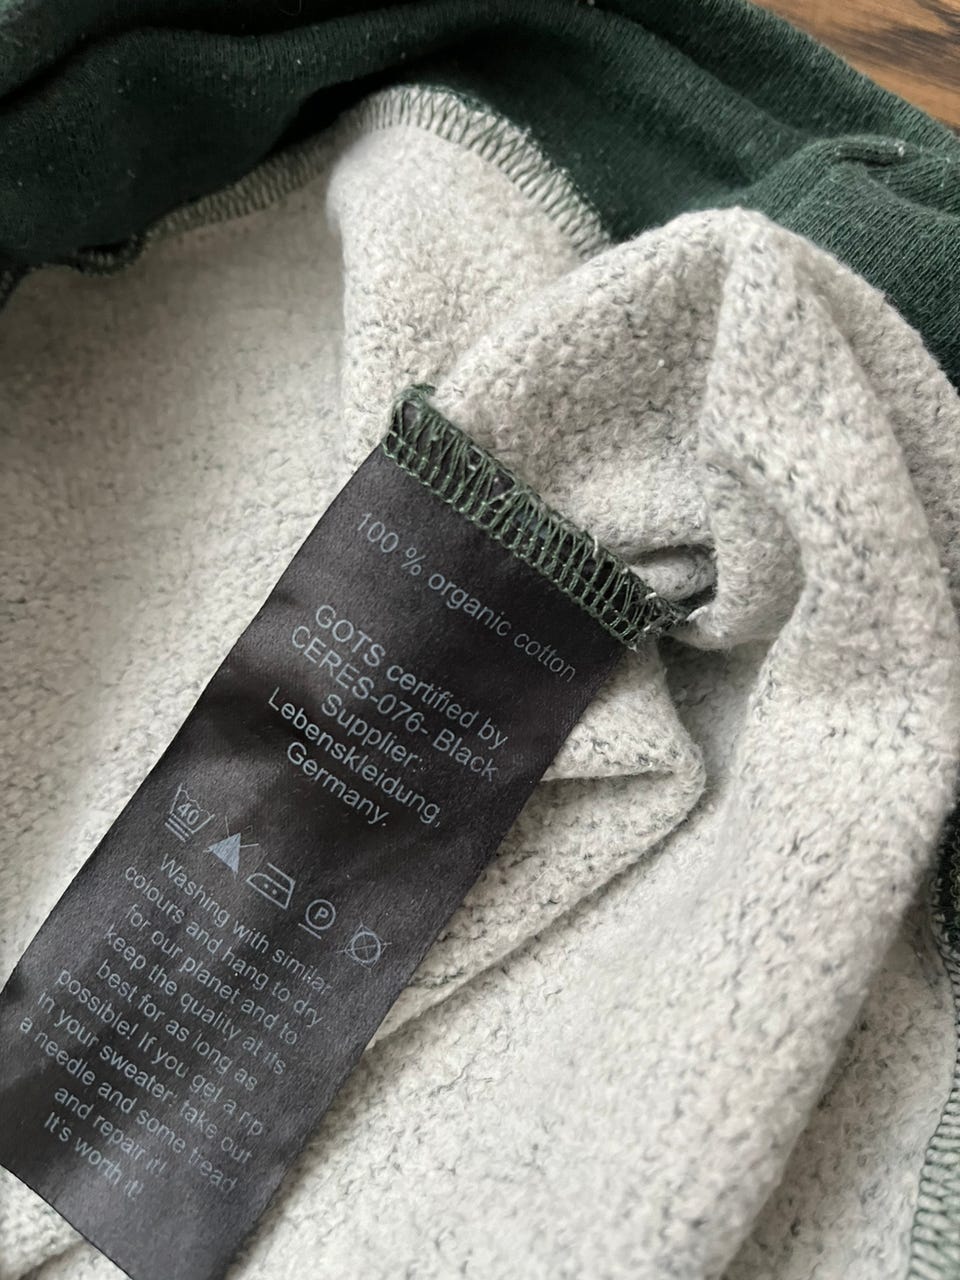 100 % organic cotton
GOTS certified by
CERES-076- Black
Supplier:
Lebenskleidung,
Germany.
40
P
Washing with similar
colours and hang to dry
for our planet and to
keep the quality at its
best for as long as
possible! If you get a rip
in your sweater: take out
a needle and some tread
and repair it!
It's worth it!